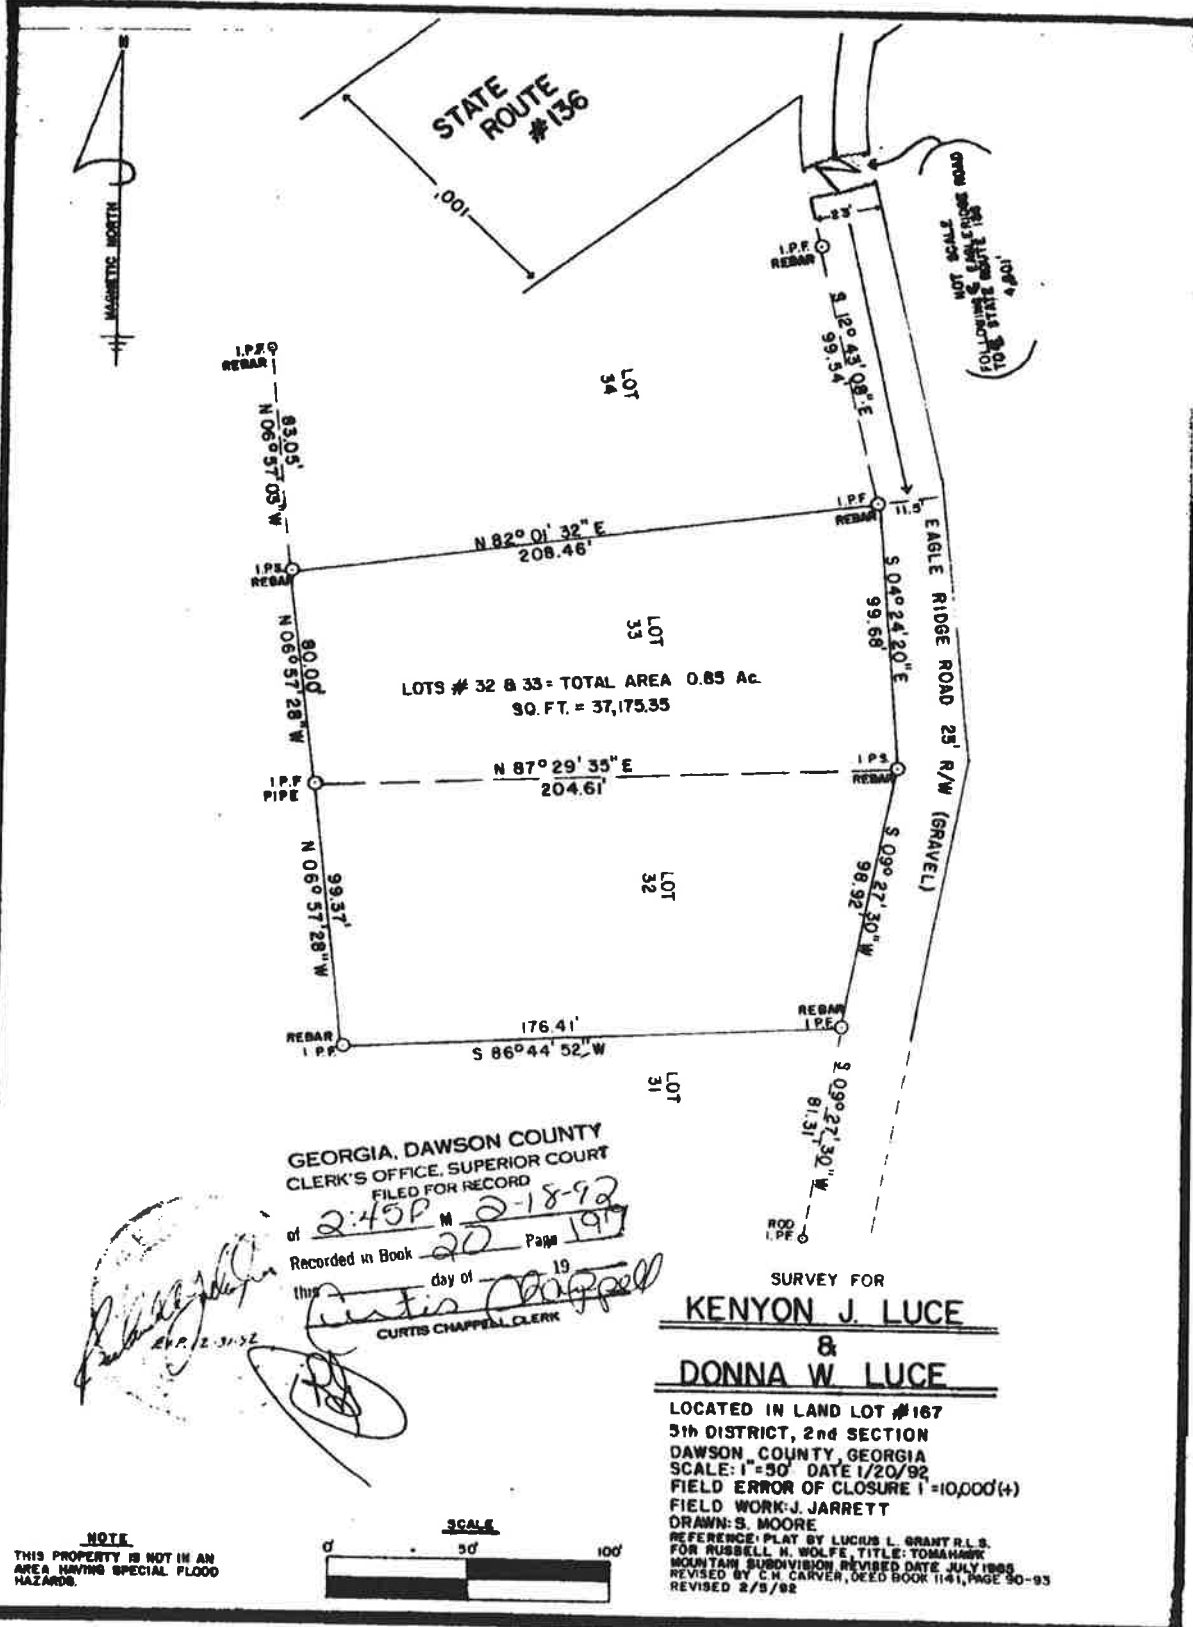 N
MAGNETIC NORTH
STATE
ROUTE
#136
100'
NOT SCALE
FOLLOWING ℄ EAGLE RIDGE ROAD
TO ℄ STATE ROUTE 136
4,801'
23'
I.P.F.
REBAR
S 12° 43' 08" E
99.54'
I.P.F.
REBAR
83.05'
N 06° 57' 03" W
LOT
34
I.P.F.
REBAR
11.5'
N 82° 01' 32" E
208.46'
I.P.S.
REBAR
EAGLE RIDGE ROAD 25' R/W (GRAVEL)
S 04° 24' 20" E
99.68'
LOT
33
80.00'
N 06° 57' 28" W
LOTS # 32 & 33 = TOTAL AREA 0.85 Ac.
SQ. FT. = 37,175.35
I.P.S.
REBAR
N 87° 29' 35" E
204.61'
I.P.F
PIPE
S 09° 27' 30" W
98.92'
LOT
32
99.37'
N 06° 57' 28" W
REBAR
I.P.F.
176.41'
S 86° 44' 52" W
REBAR
I.P.F.
LOT
31
S 09° 27' 30" W
81.31'
ROD
I.P.F.
GEORGIA, DAWSON COUNTY
CLERK'S OFFICE, SUPERIOR COURT
FILED FOR RECORD
of 2:45P M 2-18-92
Recorded in Book 20 Page 197
this day of 19
Curtis Chappell
CURTIS CHAPPELL, CLERK
EXP. 12-31-92
SURVEY FOR
KENYON J. LUCE
&
DONNA W. LUCE
LOCATED IN LAND LOT #167
5th DISTRICT, 2nd SECTION
DAWSON COUNTY, GEORGIA
SCALE: 1" = 50' DATE 1/20/92
FIELD ERROR OF CLOSURE 1' = 10,000'(+)
FIELD WORK: J. JARRETT
DRAWN: S. MOORE
REFERENCE: PLAT BY LUCIUS L. GRANT R.L.S.
FOR RUSSELL H. WOLFE, TITLE: TOMAHAWK
MOUNTAIN SUBDIVISION REVISED DATE JULY 1985
REVISED BY C.H. CARVER, DEED BOOK 1141, PAGE 90-93
REVISED 2/5/92
NOTE
THIS PROPERTY IS NOT IN AN
AREA HAVING SPECIAL FLOOD
HAZARDS.
SCALE
0' 50' 100'